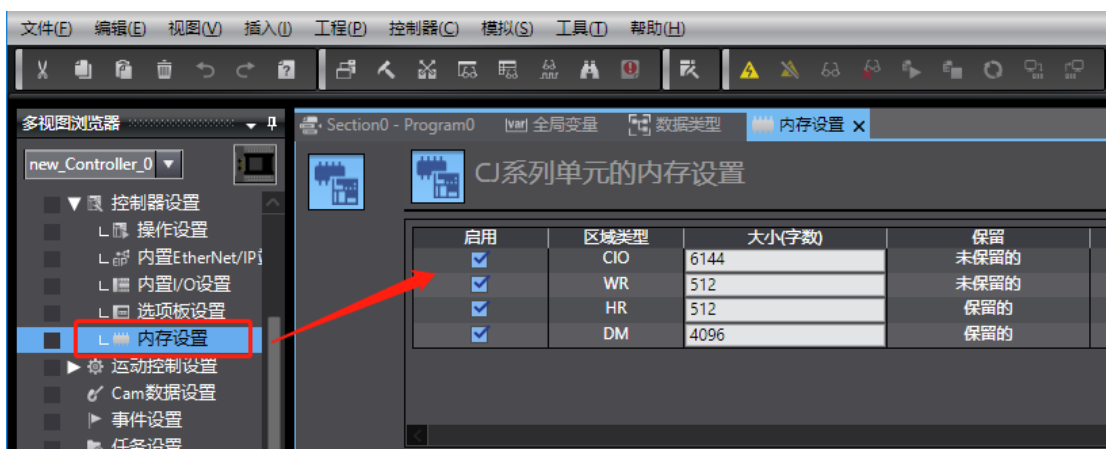 文件(F) 编辑(E) 视图(V) 插入(I) 工程(P) 控制器(C) 模拟(S) 工具(T) 帮助(H)
多视图浏览器
new_Controller_0
控制器设置
操作设置
内置EtherNet/IP
内置I/O设置
选项板设置
内存设置
运动控制设置
Cam数据设置
事件设置
任务设置
Section0 - Program0 var 全局变量 数据类型 内存设置
CJ系列单元的内存设置
启用 区域类型 大小(字数) 保留
CIO 6144 未保留的
WR 512 未保留的
HR 512 保留的
DM 4096 保留的